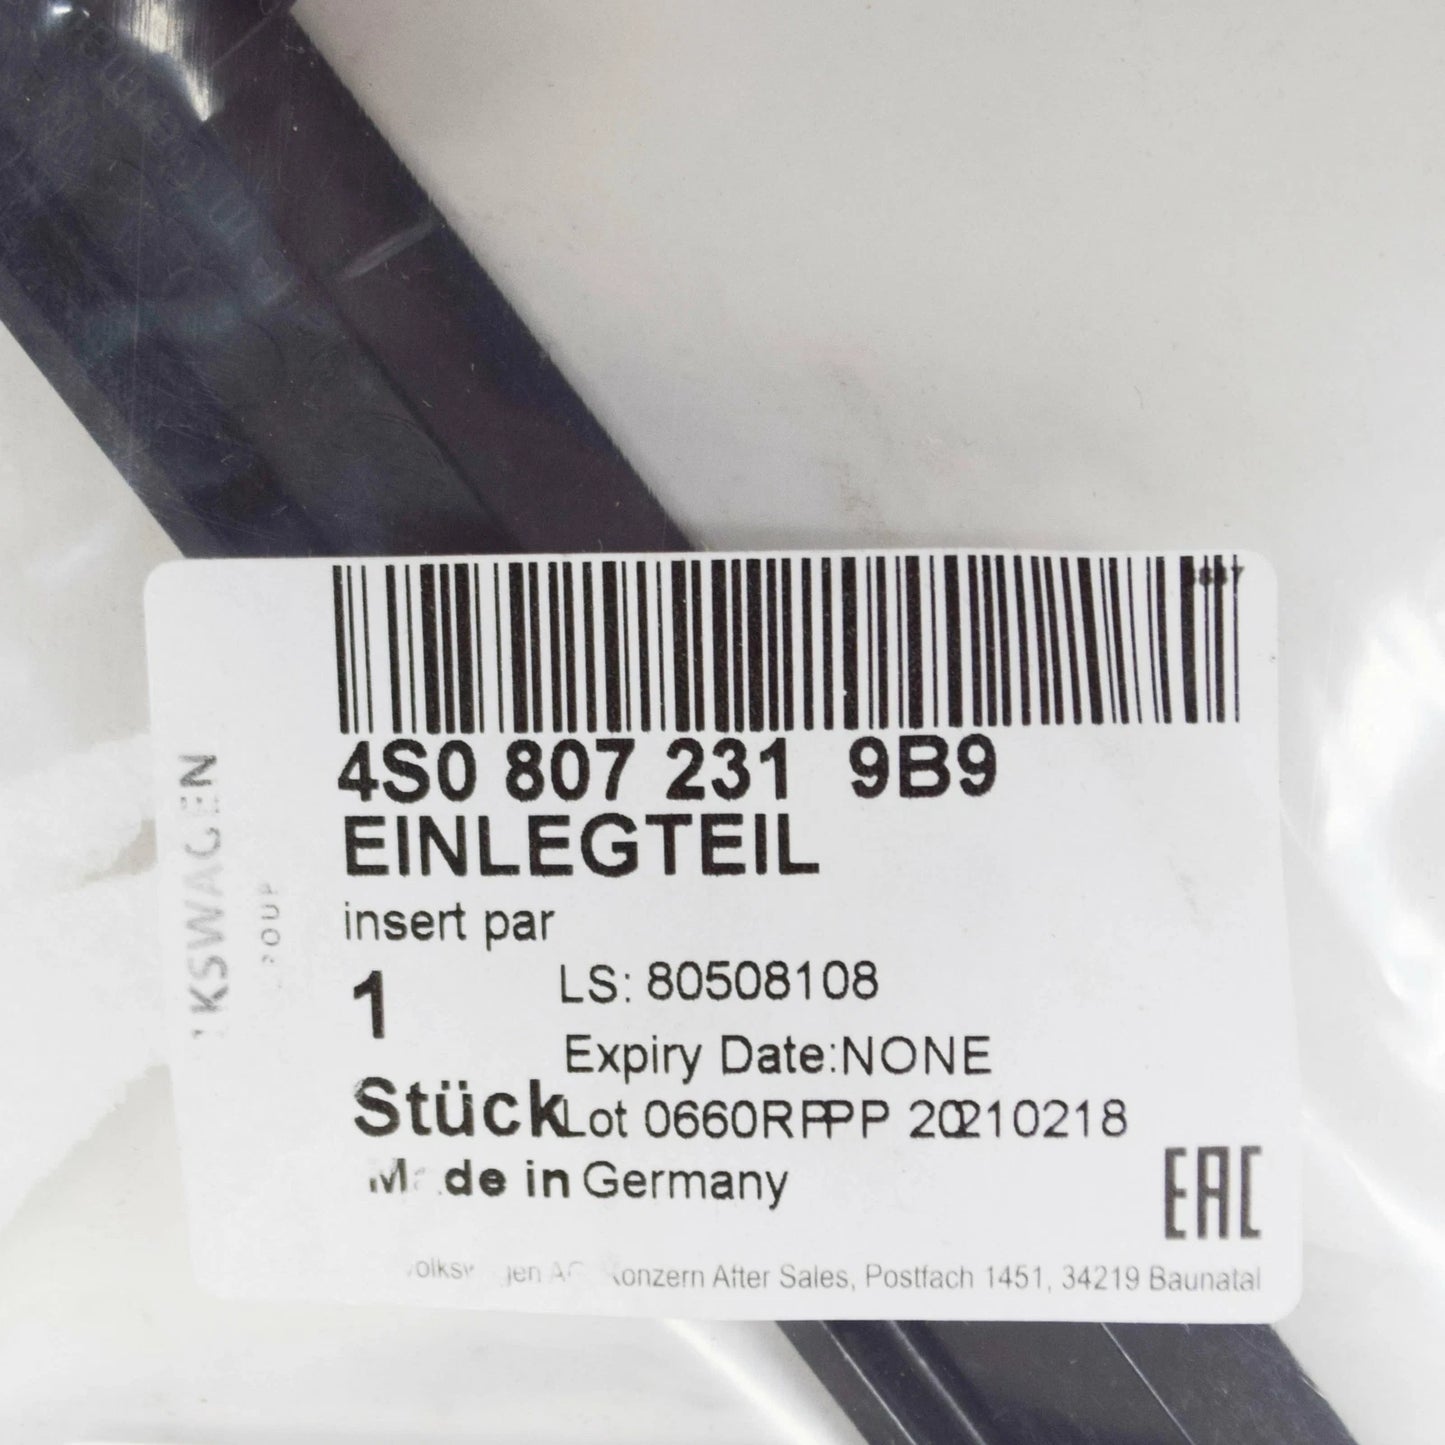 4S0 807 231 9B9
EINLEGTEIL
insert par
1
LS: 80508108
Expiry Date:NONE
Stück
Lot 0660RPPP 20210218
Made in Germany
EAC
Konzern After Sales, Postfach 1451, 34219 Baunatal